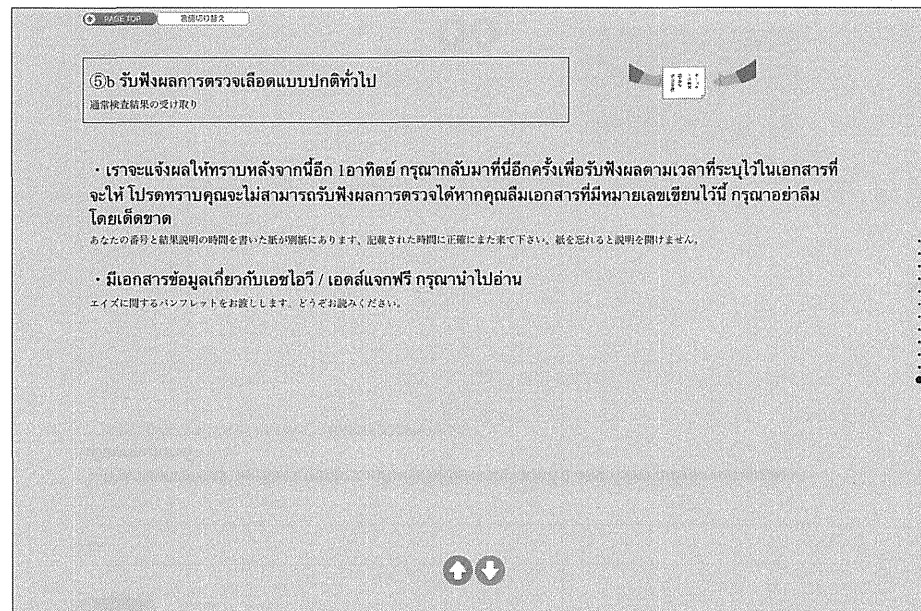 PAGE TOP
言語切り替え
⑤b รับฟังผลการตรวจเลือดแบบปกติทั่วไป
通常検査結果の受け取り
・เราจะแจ้งผลให้ทราบหลังจากนี้อีก 1อาทิตย์ กรุณากลับมาที่นี่อีกครั้งเพื่อรับฟังผลตามเวลาที่ระบุไว้ในเอกสารที่
จะให้ โปรดทราบคุณจะไม่สามารถรับฟังผลการตรวจได้หากคุณลืมเอกสารที่มีหมายเลขเขียนไว้นี้ กรุณาอย่าลืม
โดยเด็ดขาด
あなたの番号と結果説明の時間を書いた紙が別紙にあります、記載された時間に正確にまた来て下さい。紙を忘れると説明を聞けません。
・มีเอกสารข้อมูลเกี่ยวกับเอชไอวี / เอดส์แจกฟรี กรุณานำไปอ่าน
エイズに関するパンフレットをお渡しします。どうぞお読みください。